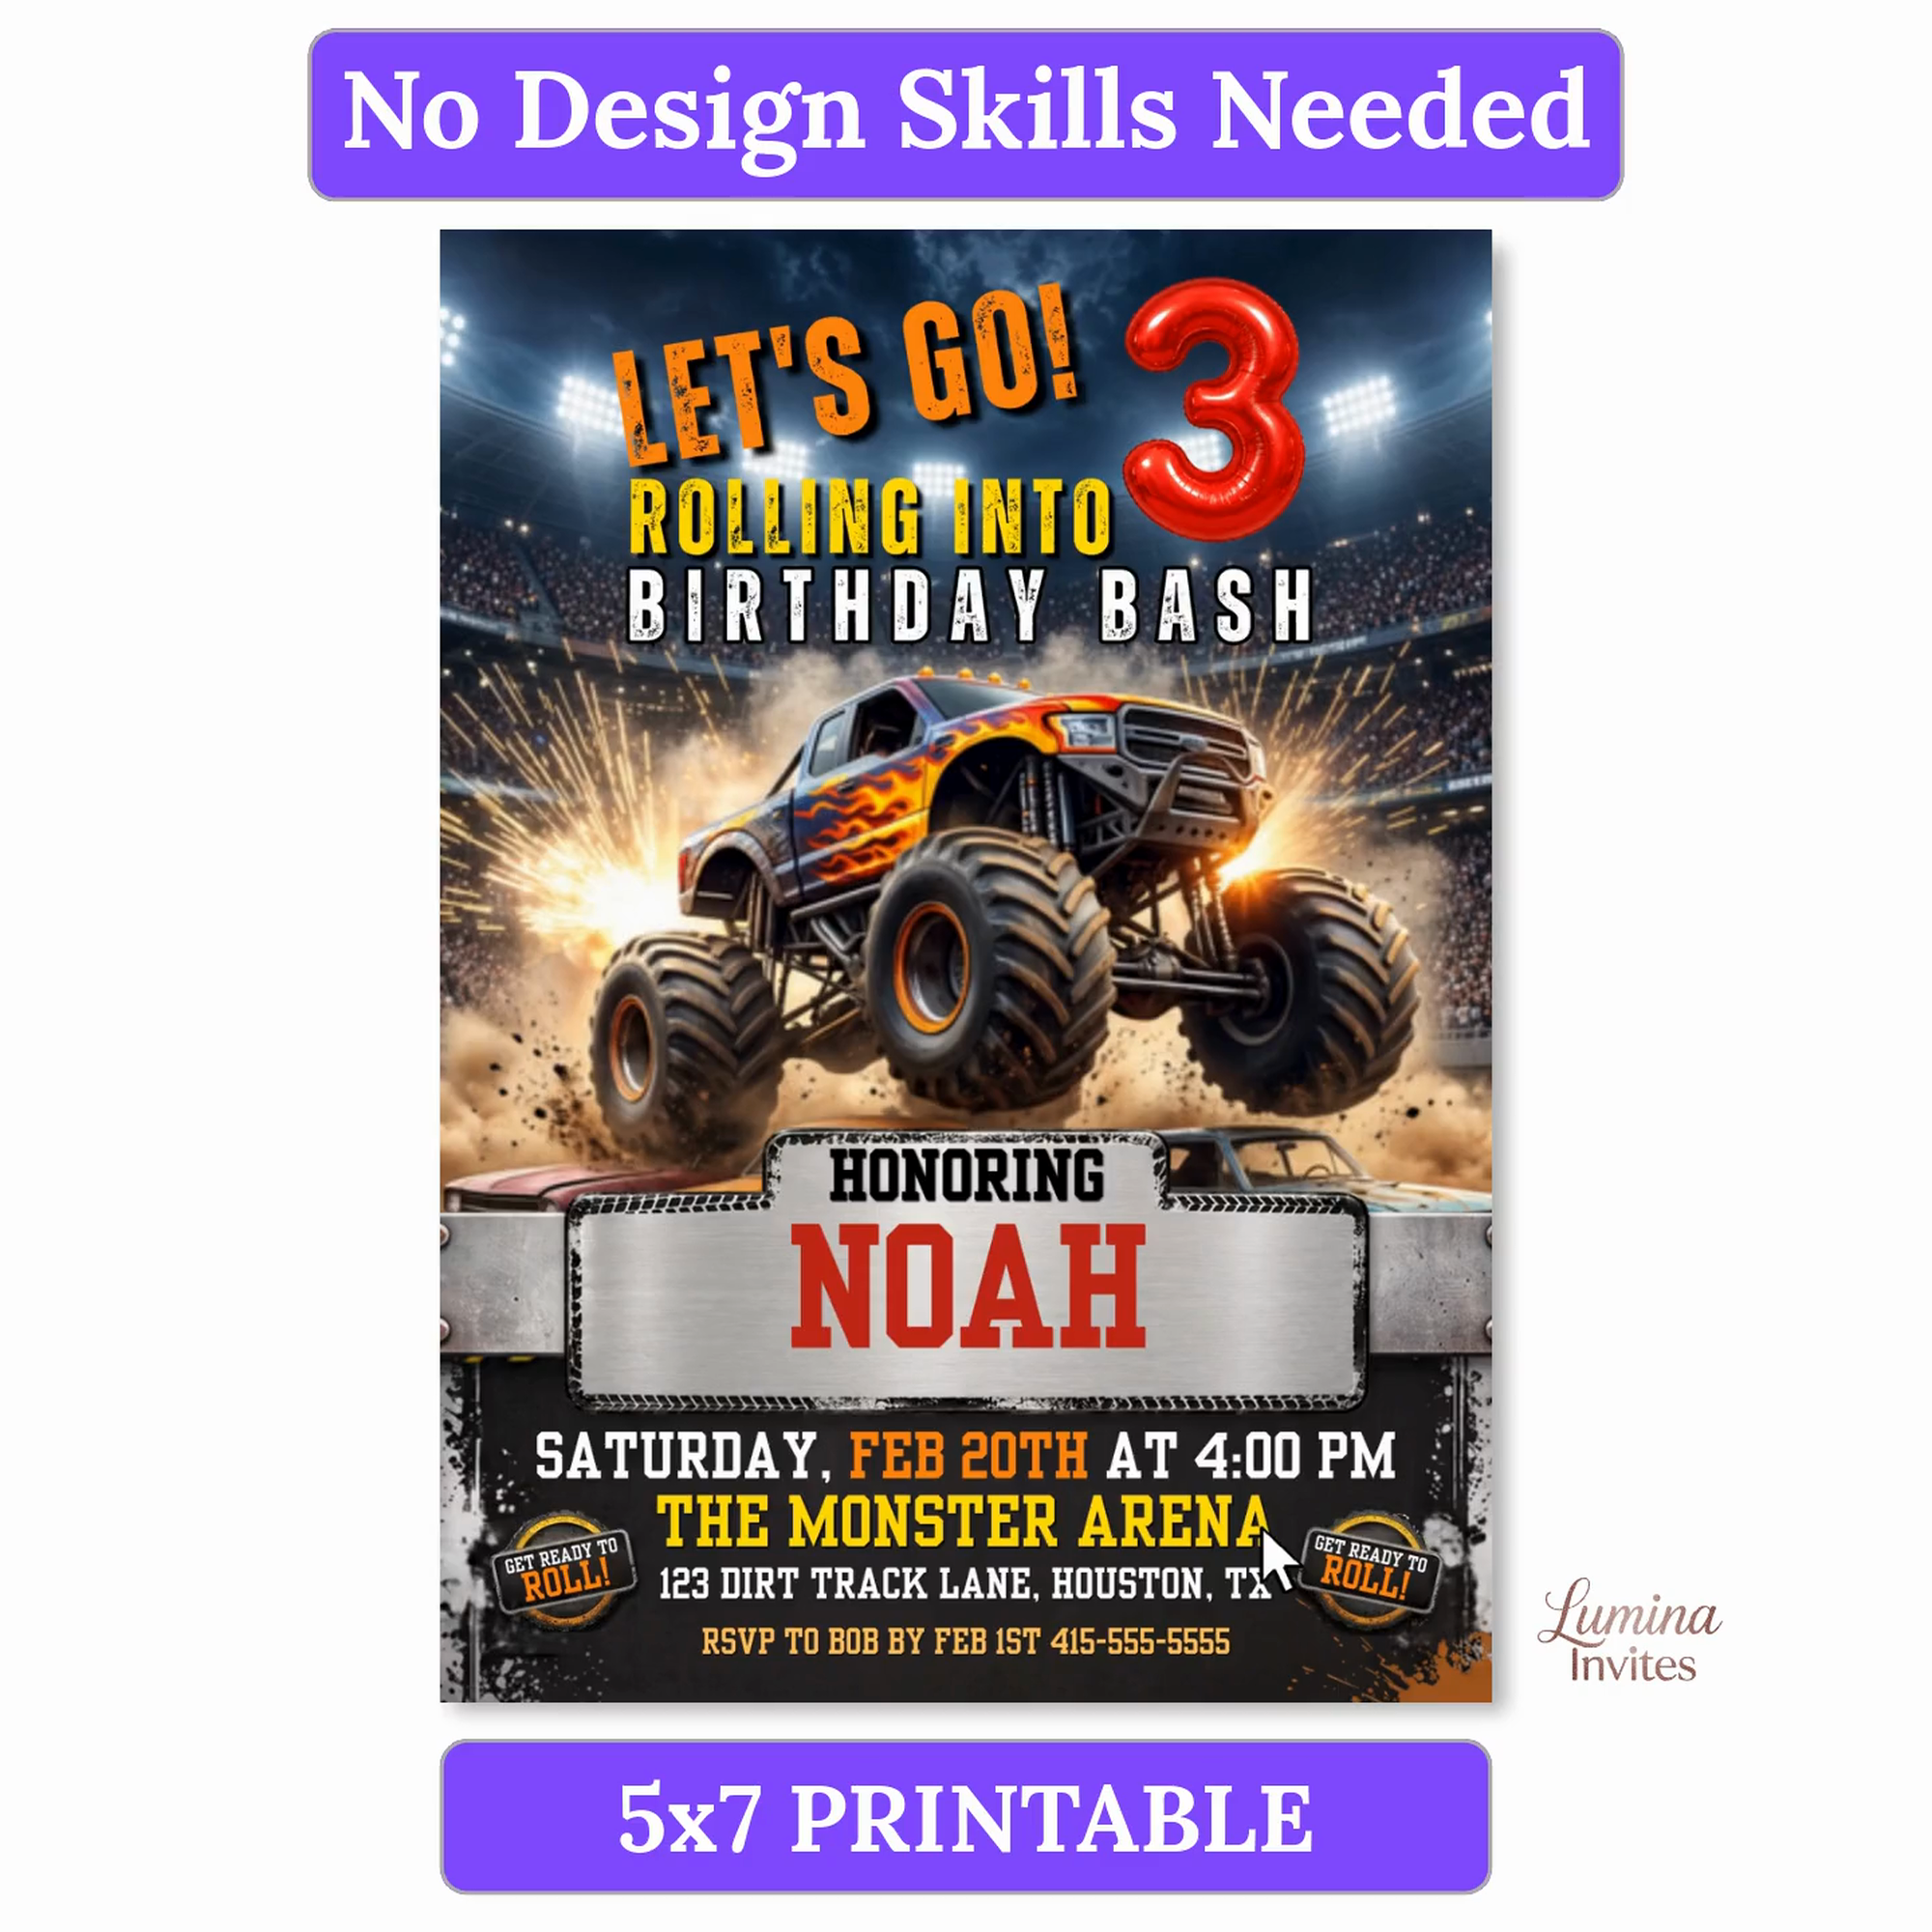 No Design Skills Needed
LET'S GO!
3
ROLLING INTO
BIRTHDAY BASH
HONORING
NOAH
SATURDAY, FEB 20TH AT 4:00 PM
THE MONSTER ARENA
GET READY TO
ROLL!
GET READY TO
ROLL!
123 DIRT TRACK LANE, HOUSTON, TX
RSVP TO BOB BY FEB 1ST 415-555-5555
Lumina
Invites
5x7 PRINTABLE